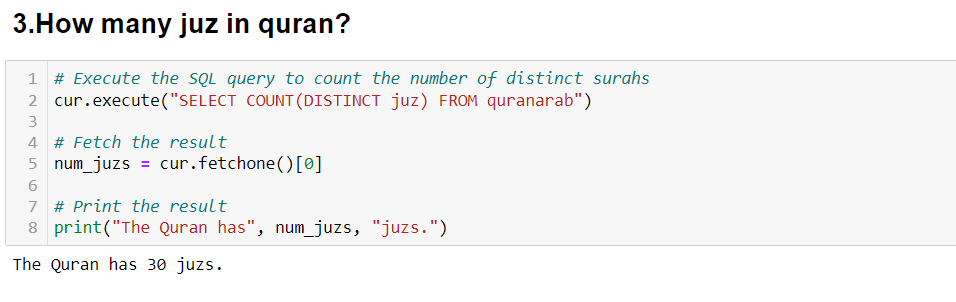 3.How many juz in quran?
1 # Execute the SQL query to count the number of distinct surahs
2 cur.execute("SELECT COUNT(DISTINCT juz) FROM quranarab")
3
4 # Fetch the result
5 num_juzs = cur.fetchone()[0]
6
7 # Print the result
8 print("The Quran has", num_juzs, "juzs.")
The Quran has 30 juzs.